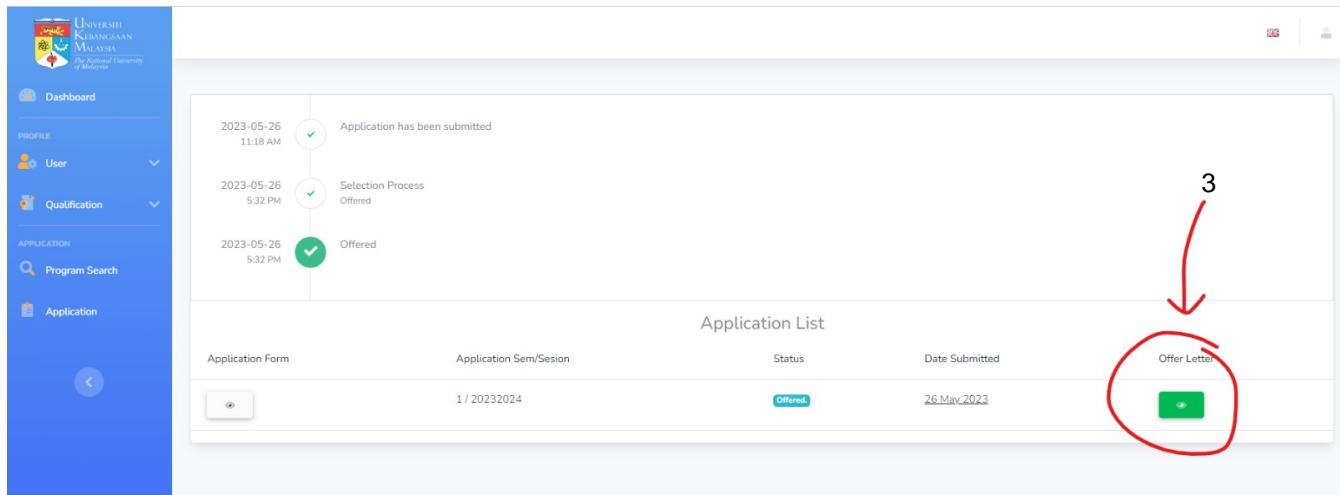 UNIVERSITI
KEBANGSAAN
MALAYSIA
The National University
of Malaysia
Dashboard
PROFILE
User
Qualification
APPLICATION
Program Search
Application
2023-05-26
11:18 AM
Application has been submitted
2023-05-26
5:32 PM
Selection Process
Offered
2023-05-26
5:32 PM
Offered
3
Application List
Application Form Application Sem/Sesion Status Date Submitted Offer Letter
1 / 20232024 Offered. 26 May 2023